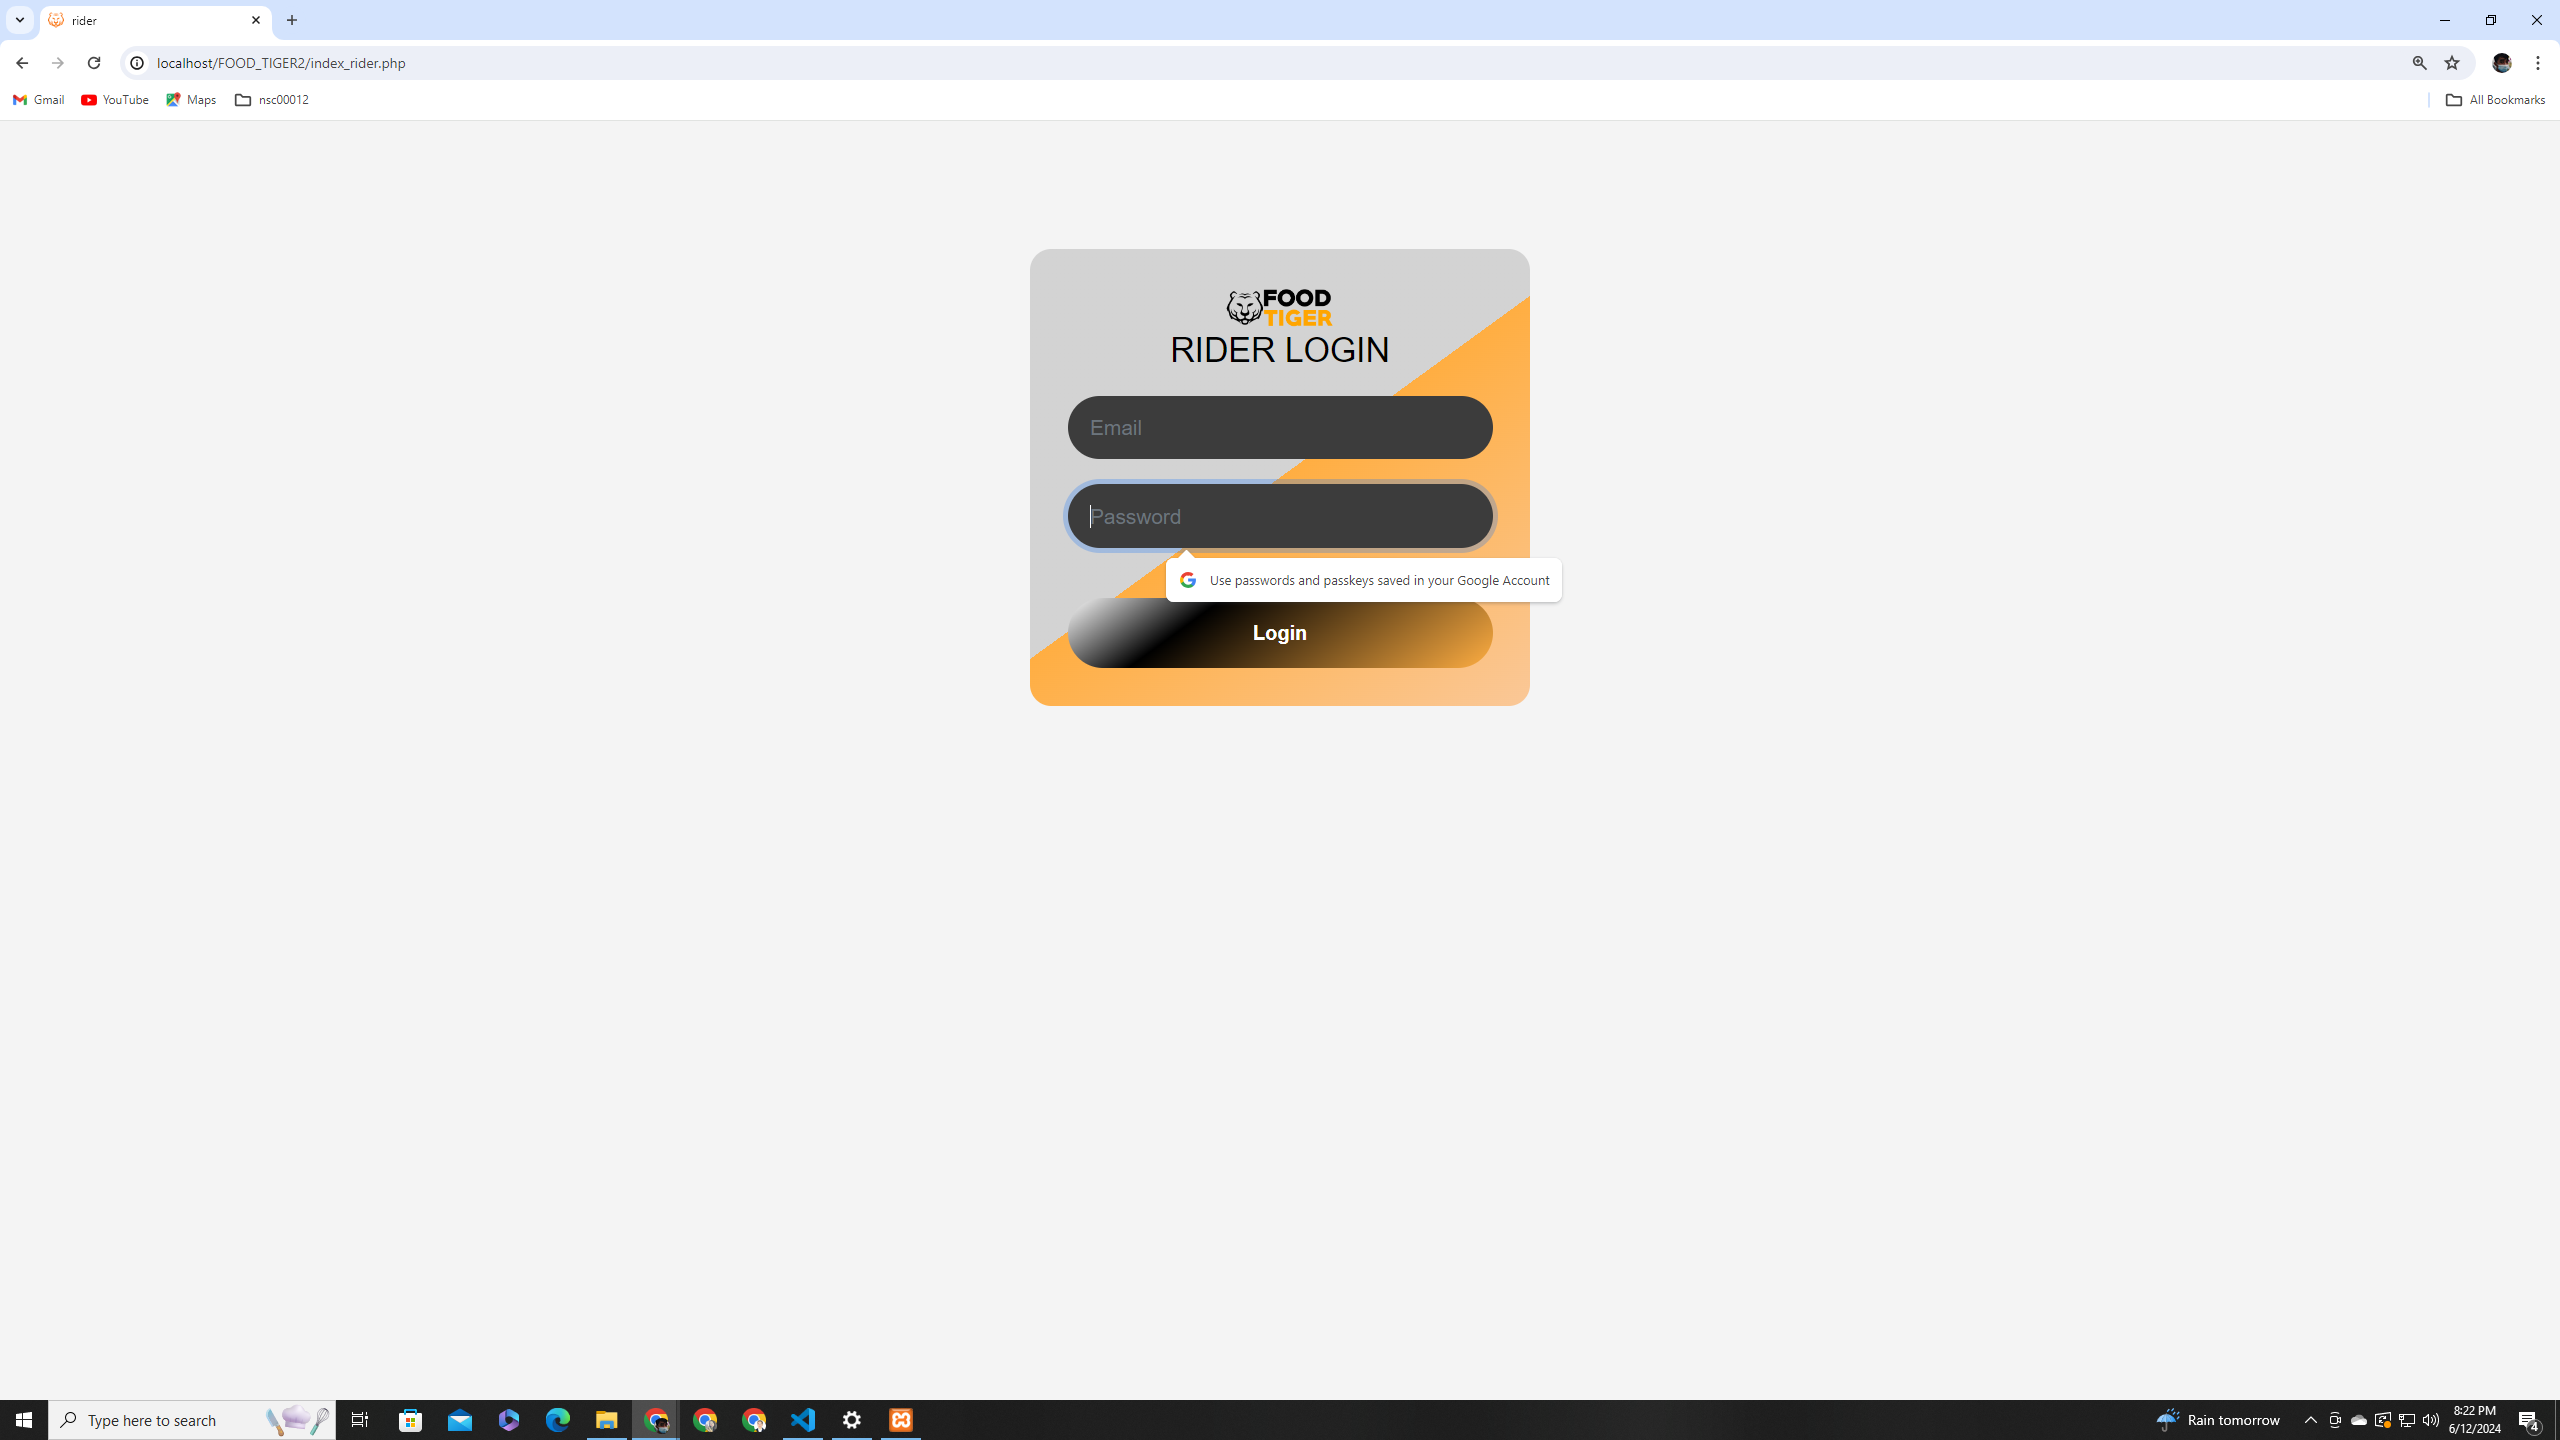 rider
localhost/FOOD_TIGER2/index_rider.php
Gmail YouTube Maps nsc00012 All Bookmarks
FOOD
TIGER
RIDER LOGIN
Email
Password
Use passwords and passkeys saved in your Google Account
Login
Type here to search
Rain tomorrow
8:22 PM
6/12/2024
4